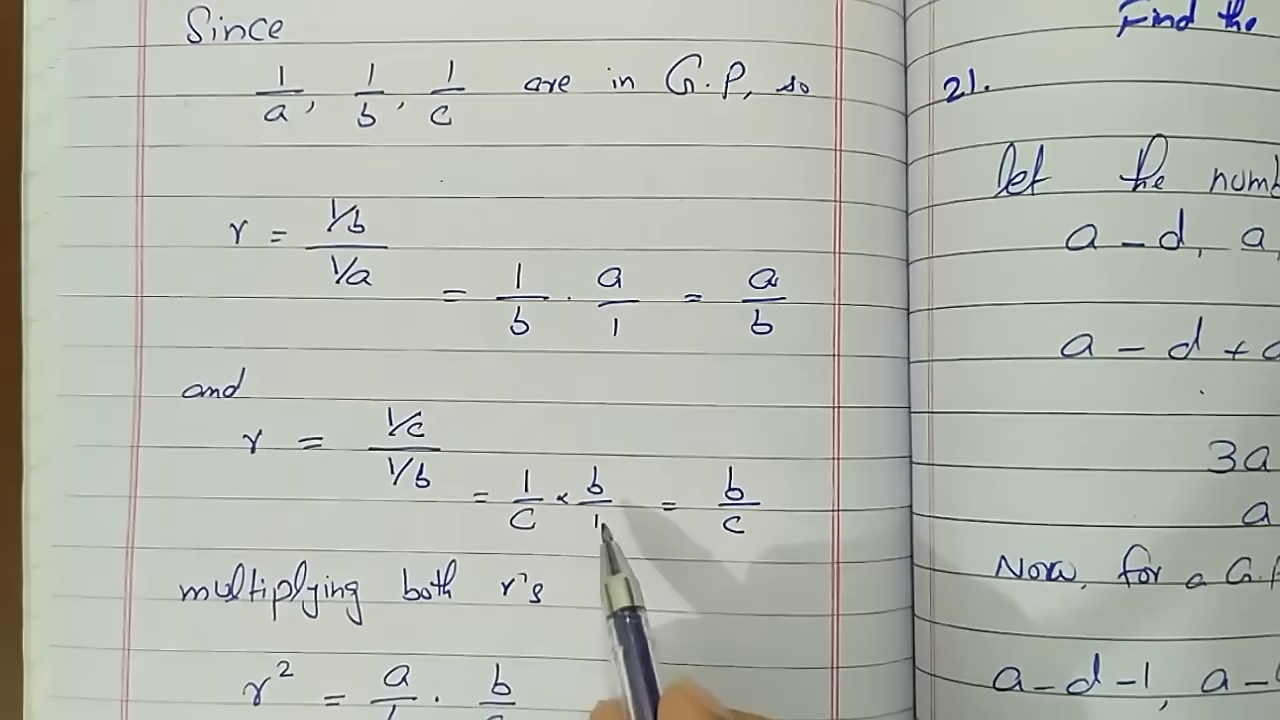 Since
1/a, 1/b, 1/c are in G.P, so
r = (1/b)/(1/a)
= 1/b . a/1 = a/b
and
r = (1/c)/(1/b)
= 1/c × b/1 = b/c
multiplying both r's
r² = a/b . b/c
Find the
21.
let the numb
a - d, a,
a - d +
3a
a
Now, for a G.P
a-d-1, a-